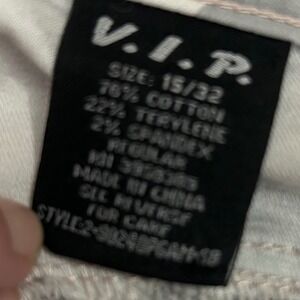 V.I.P.
SIZE: 15/32
76% COTTON
22% TERYLENE
2% SPANDEX
REGULAR
MADE IN CHINA
SEE REVERSE
FOR CARE